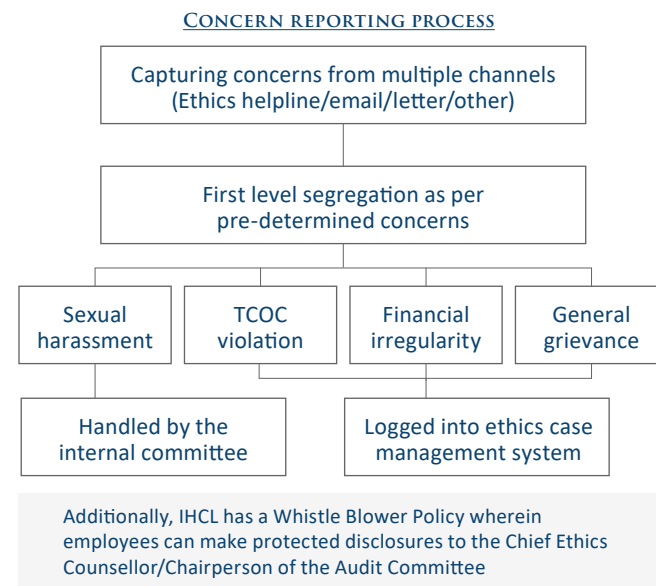 CONCERN REPORTING PROCESS
Capturing concerns from multiple channels
(Ethics helpline/email/letter/other)
First level segregation as per
pre-determined concerns
Sexual
harassment
TCOC
violation
Financial
irregularity
General
grievance
Handled by the
internal committee
Logged into ethics case
management system
Additionally, IHCL has a Whistle Blower Policy wherein
employees can make protected disclosures to the Chief Ethics
Counsellor/Chairperson of the Audit Committee